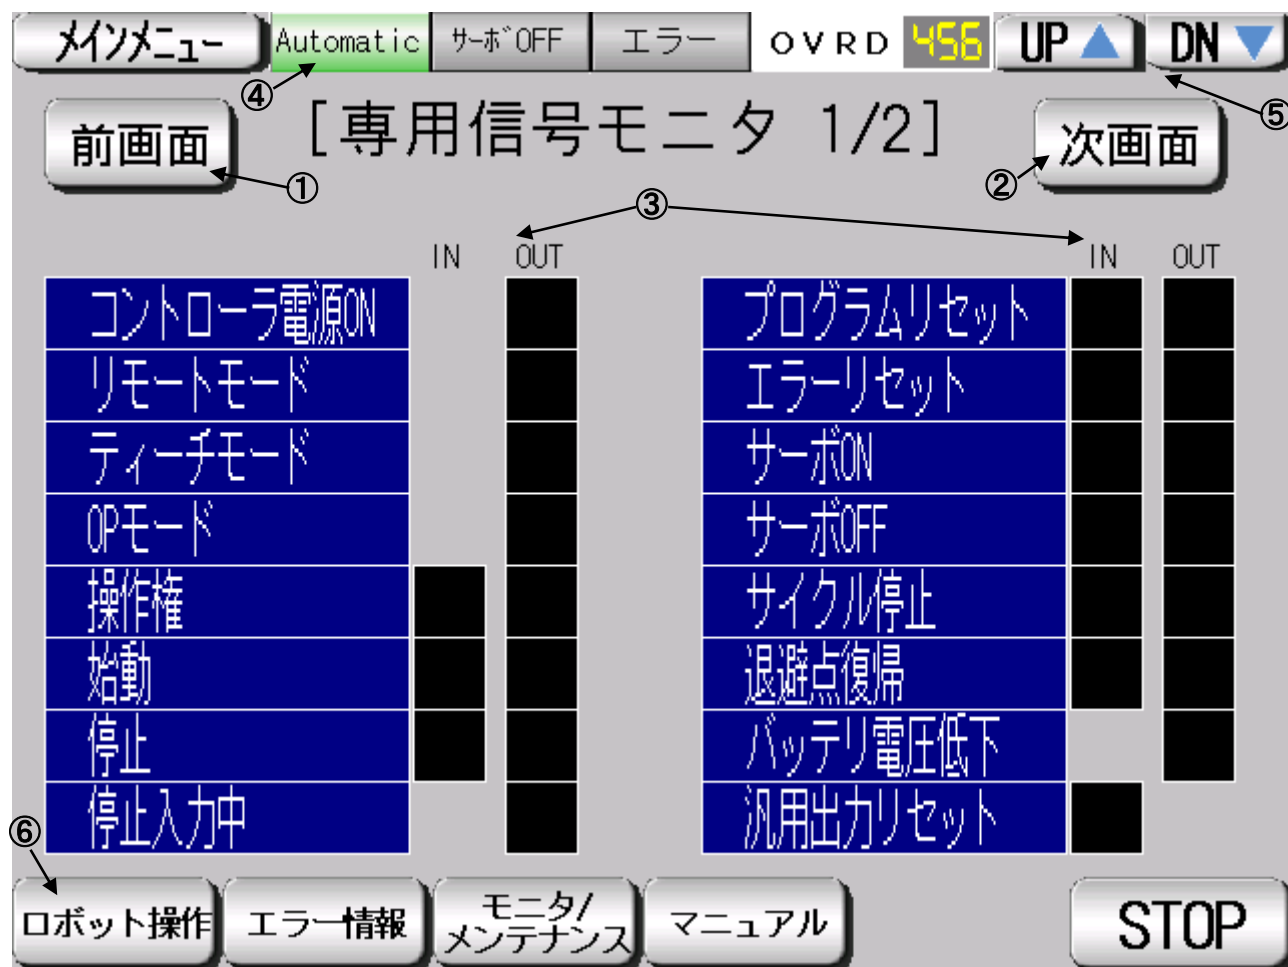 メインメニュー Automatic サーボOFF エラー OVRD 456 UP DN
④ ⑤
前画面 [専用信号モニタ 1/2] 次画面
① ②
③
IN OUT IN OUT
コントローラ電源ON プログラムリセット
リモートモード エラーリセット
ティーチモード サーボON
OPモード サーボOFF
操作権 サイクル停止
始動 退避点復帰
停止 バッテリ電圧低下
停止入力中 汎用出力リセット
⑥
ロボット操作 エラー情報 モニタ/ マニュアル STOP
メンテナンス